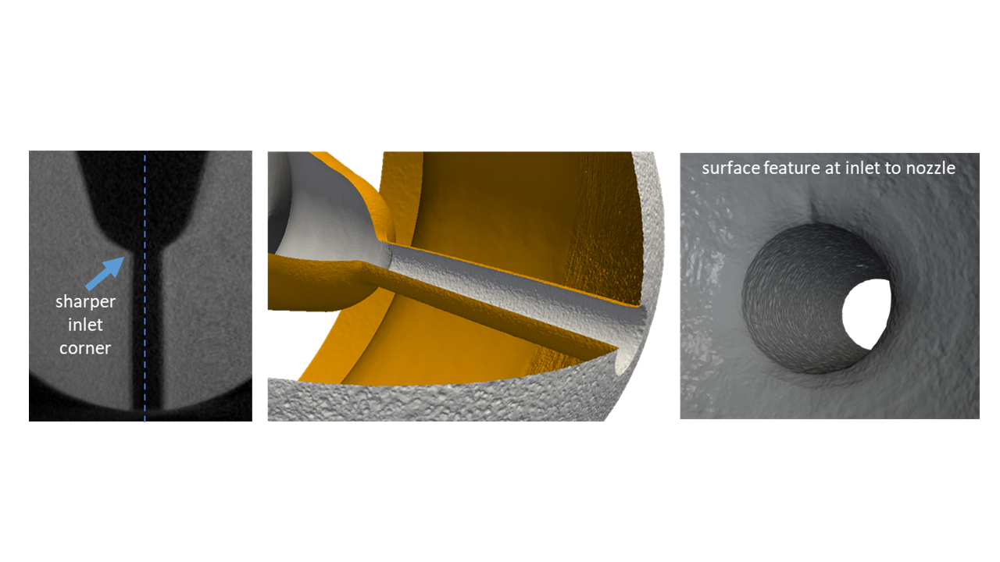 sharper
inlet
corner
surface feature at inlet to nozzle